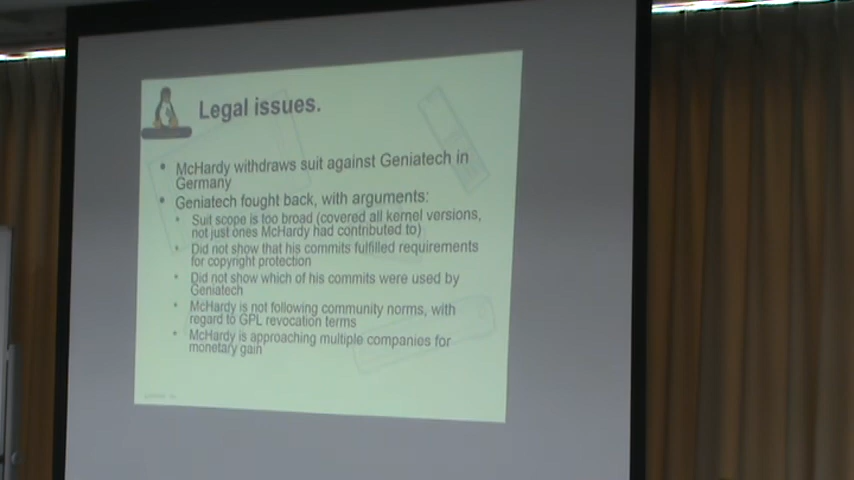 Legal issues.
McHardy withdraws suit against Geniatech in
Germany
Geniatech fought back, with arguments:
Suit scope is too broad (covered all kernel versions,
not just ones McHardy had contributed to)
Did not show that his commits fulfilled requirements
for copyright protection
Did not show which of his commits were used by
Geniatech
McHardy is not following community norms, with
regard to GPL revocation terms
McHardy is approaching multiple companies for
monetary gain